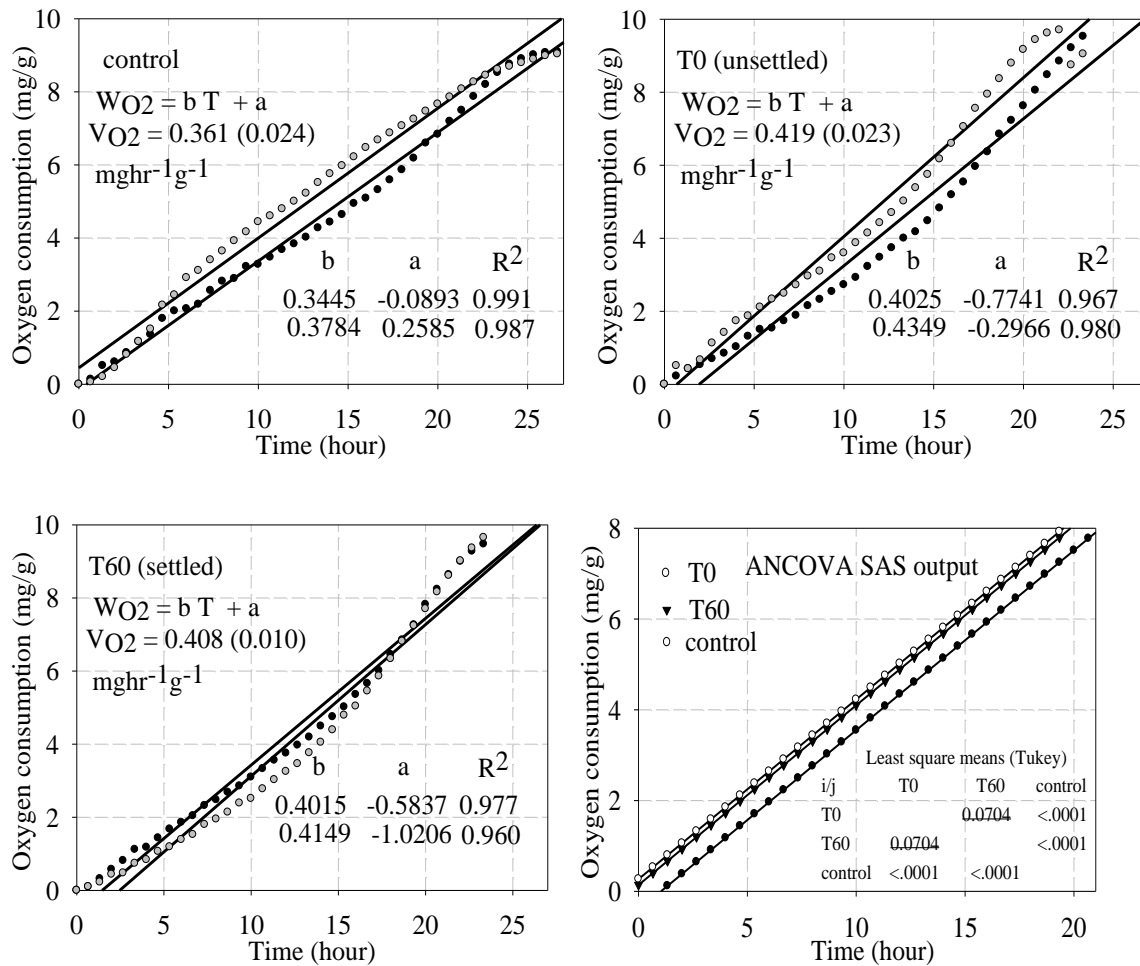 control
WO2 = b T + a
VO2 = 0.361 (0.024)
mghr-1g-1
b a R2
0.3445 -0.0893 0.991
0.3784 0.2585 0.987
Oxygen consumption (mg/g)
10
8
6
4
2
0
0 5 10 15 20 25
Time (hour)
T0 (unsettled)
WO2 = b T + a
VO2 = 0.419 (0.023)
mghr-1g-1
b a R2
0.4025 -0.7741 0.967
0.4349 -0.2966 0.980
Oxygen consumption (mg/g)
10
8
6
4
2
0
0 5 10 15 20 25
Time (hour)
T60 (settled)
WO2 = b T + a
VO2 = 0.408 (0.010)
mghr-1g-1
b a R2
0.4015 -0.5837 0.977
0.4149 -1.0206 0.960
Oxygen consumption (mg/g)
10
8
6
4
2
0
0 5 10 15 20 25
Time (hour)
ANCOVA SAS output
T0
T60
control
Least square means (Tukey)
i/j T0 T60 control
T0 0.0704 <.0001
T60 0.0704 <.0001
control <.0001 <.0001
Oxygen consumption (mg/g)
8
6
4
2
0
0 5 10 15 20
Time (hour)